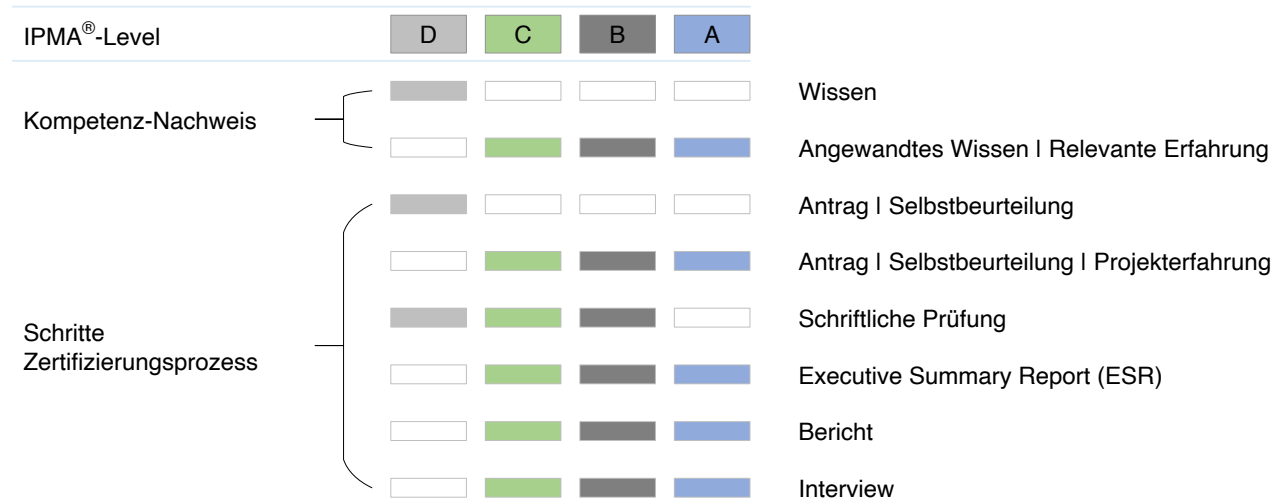 IPMA®-Level D C B A
Wissen
Kompetenz-Nachweis
Angewandtes Wissen | Relevante Erfahrung
Antrag | Selbstbeurteilung
Antrag | Selbstbeurteilung | Projekterfahrung
Schriftliche Prüfung
Schritte
Zertifizierungsprozess
Executive Summary Report (ESR)
Bericht
Interview